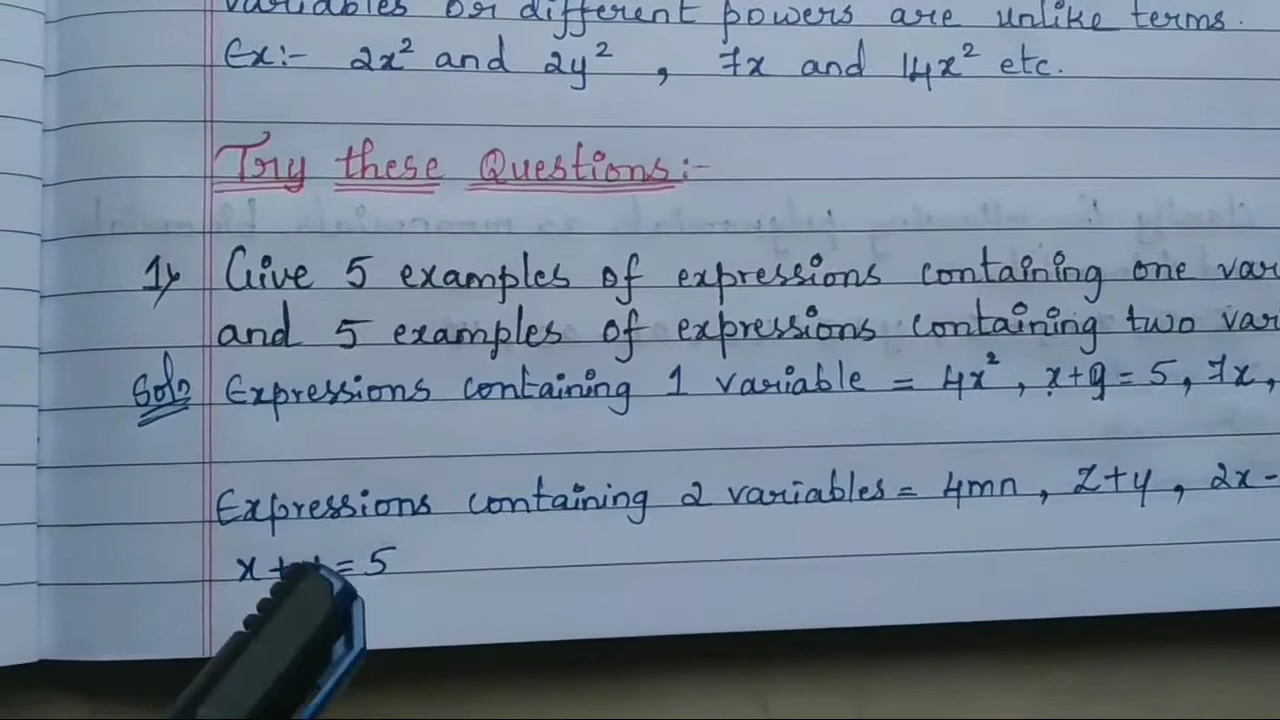 variables or different powers are unlike terms.
Ex:- 2x² and 2y², 7x and 14x² etc.
Try these Questions:-
1) Give 5 examples of expressions containing one var
and 5 examples of expressions containing two var
Soln Expressions containing 1 variable = 4x², x+9=5, 7x,
Expressions containing 2 variables = 4mn, z+y, 2x-
x+ =5